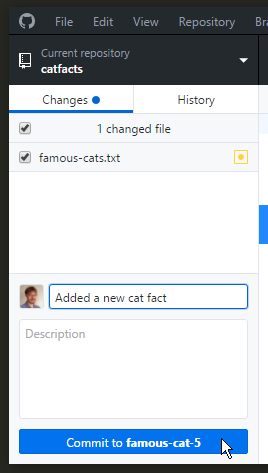 File Edit View Repository
Current repository
catfacts
Changes History
1 changed file
famous-cats.txt
Added a new cat fact
Description
Commit to famous-cat-5